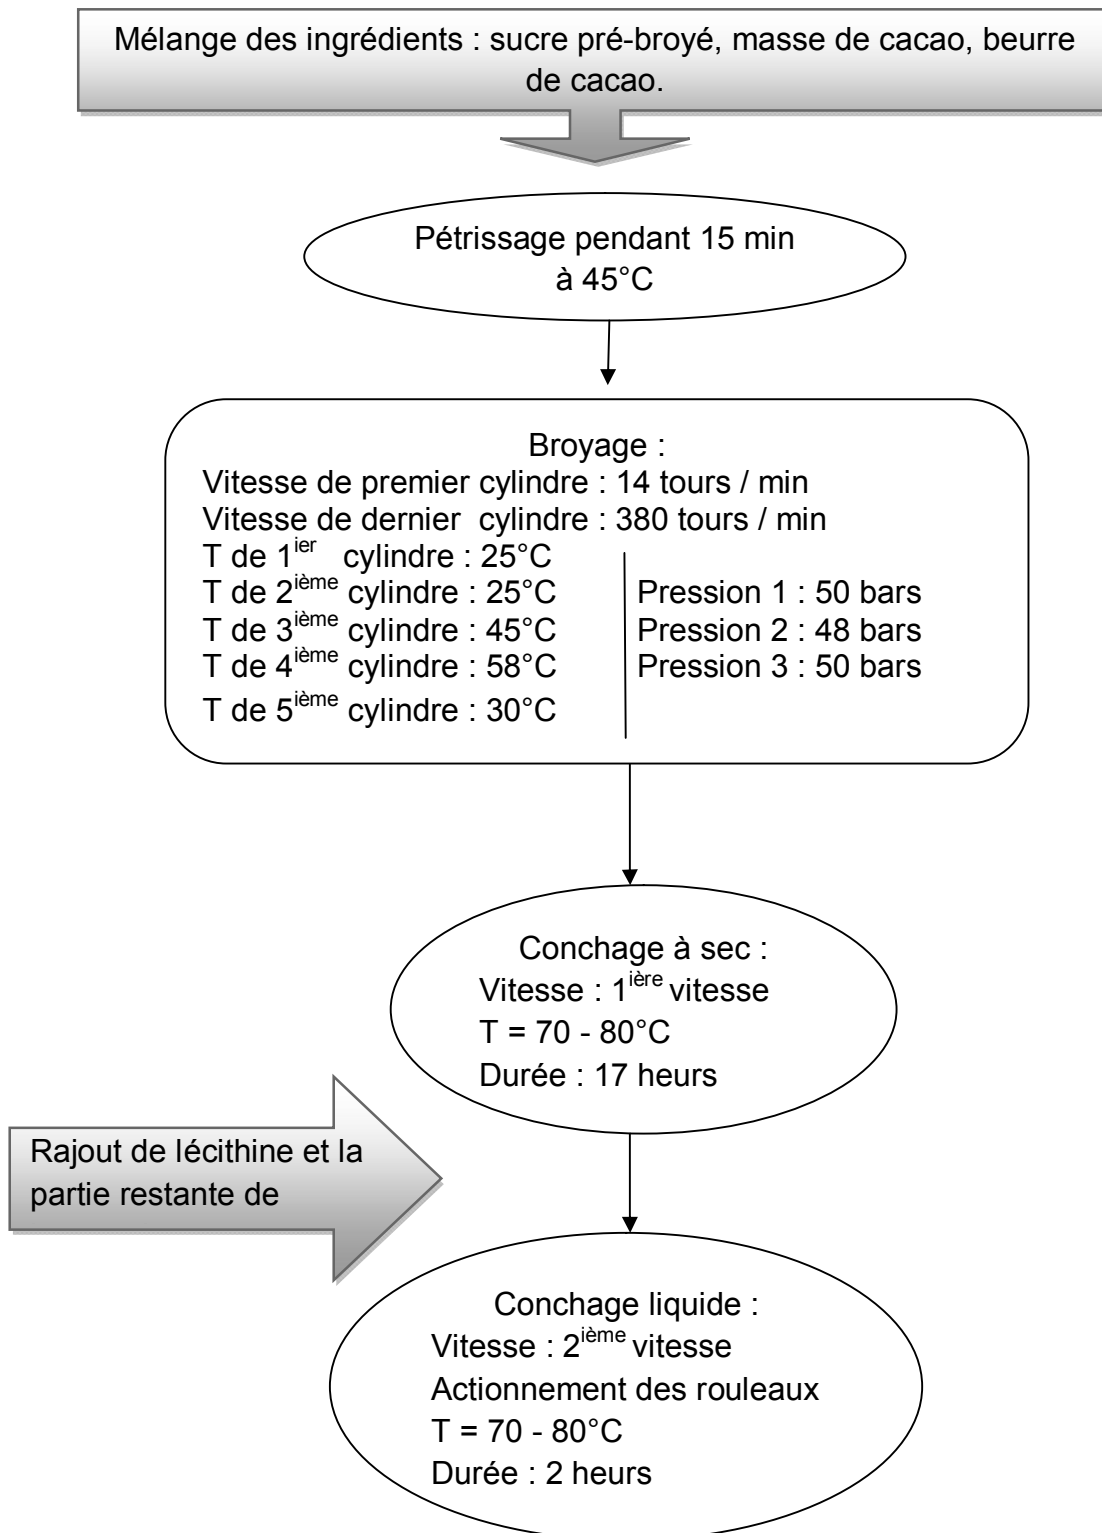 Mélange des ingrédients : sucre pré-broyé, masse de cacao, beurre
de cacao.
Pétrissage pendant 15 min
à 45°C
Broyage :
Vitesse de premier cylindre : 14 tours / min
Vitesse de dernier cylindre : 380 tours / min
T de 1ier cylindre : 25°C
T de 2ième cylindre : 25°C
T de 3ième cylindre : 45°C
T de 4ième cylindre : 58°C
T de 5ième cylindre : 30°C
Pression 1 : 50 bars
Pression 2 : 48 bars
Pression 3 : 50 bars
Conchage à sec :
Vitesse : 1ière vitesse
T = 70 - 80°C
Durée : 17 heurs
Rajout de lécithine et la
partie restante de
Conchage liquide :
Vitesse : 2ième vitesse
Actionnement des rouleaux
T = 70 - 80°C
Durée : 2 heurs